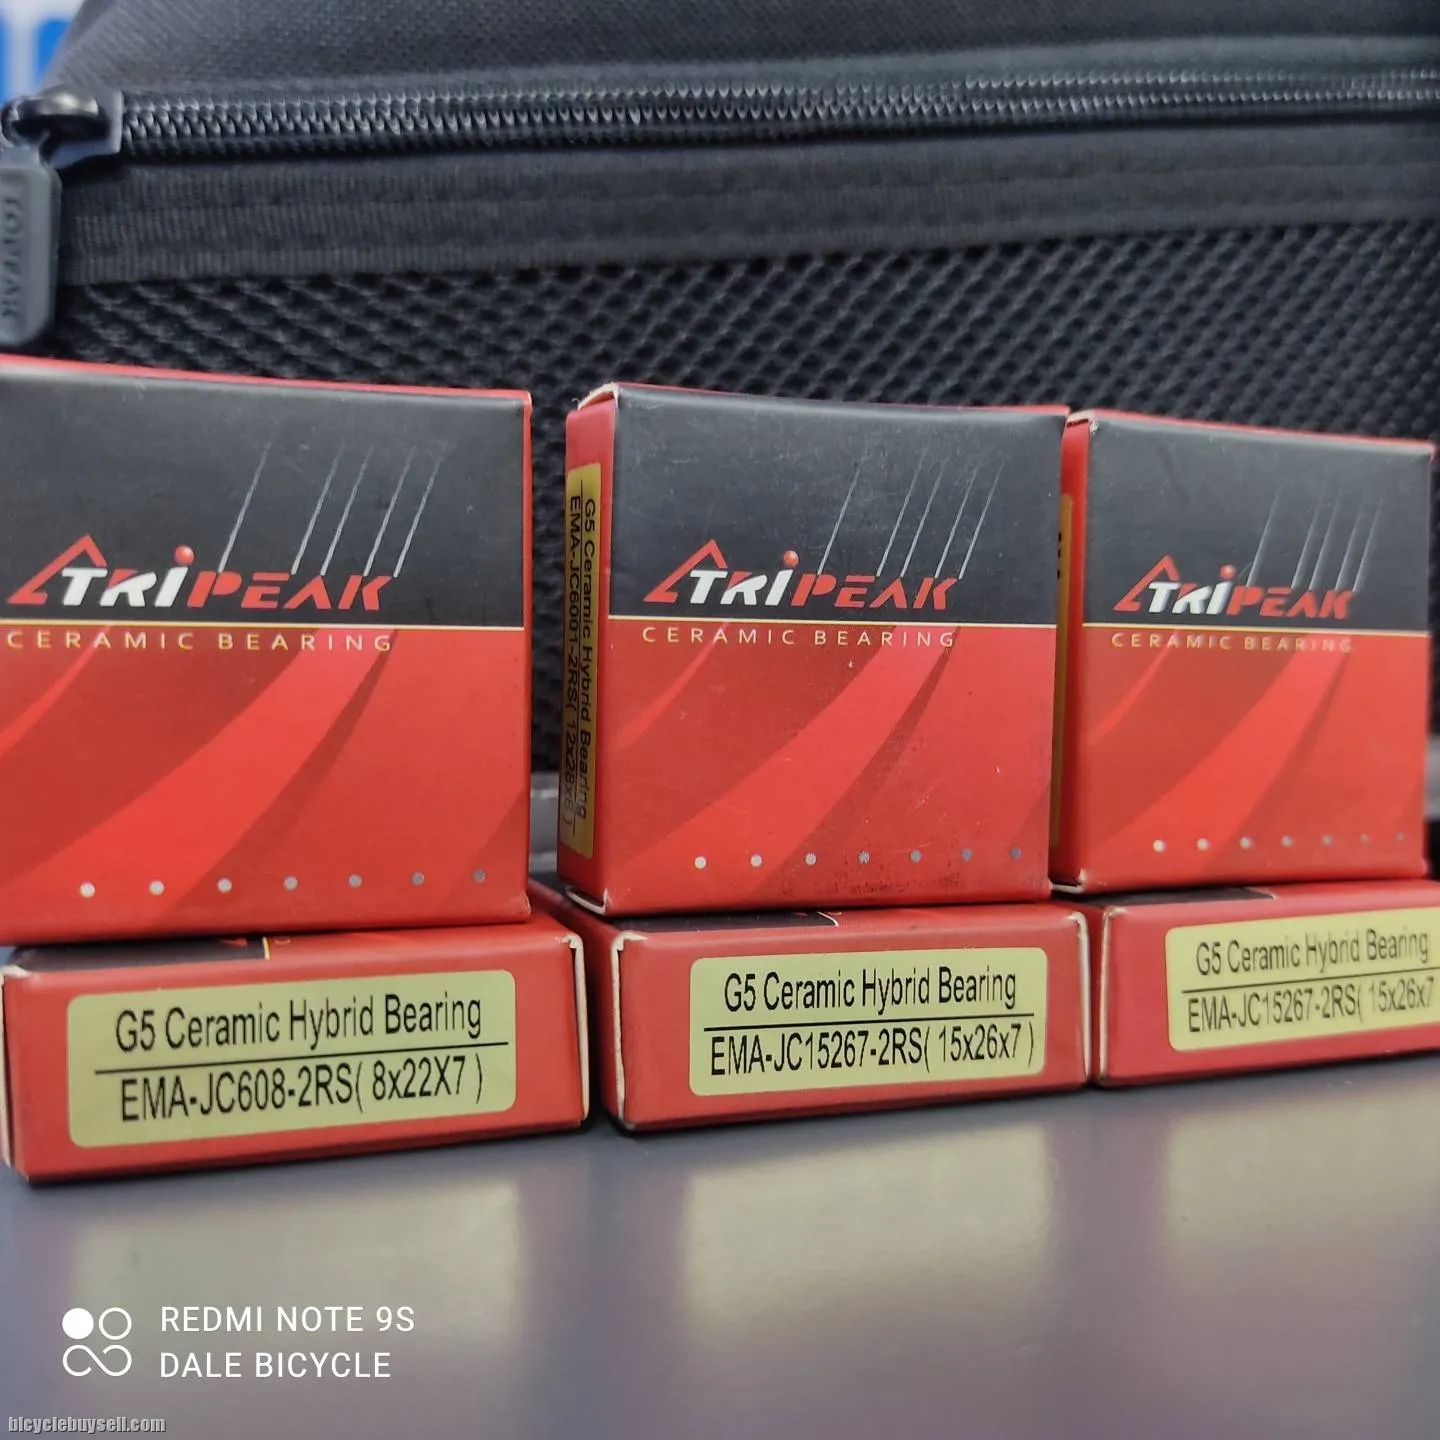 TOPEAK
TRiPEAK
CERAMIC BEARING
G5 Ceramic Hybrid Bearing
EMA-JC6001-2RS( 12x28x8 )
TRiPEAK
CERAMIC BEARING
TRiPEAK
CERAMIC BEARING
G5 Ceramic Hybrid Bearing
EMA-JC608-2RS( 8x22X7 )
G5 Ceramic Hybrid Bearing
EMA-JC15267-2RS( 15x26x7 )
G5 Ceramic Hybrid Bearing
EMA-JC15267-2RS( 15x26x7
REDMI NOTE 9S
DALE BICYCLE
bicyclebuysell.com